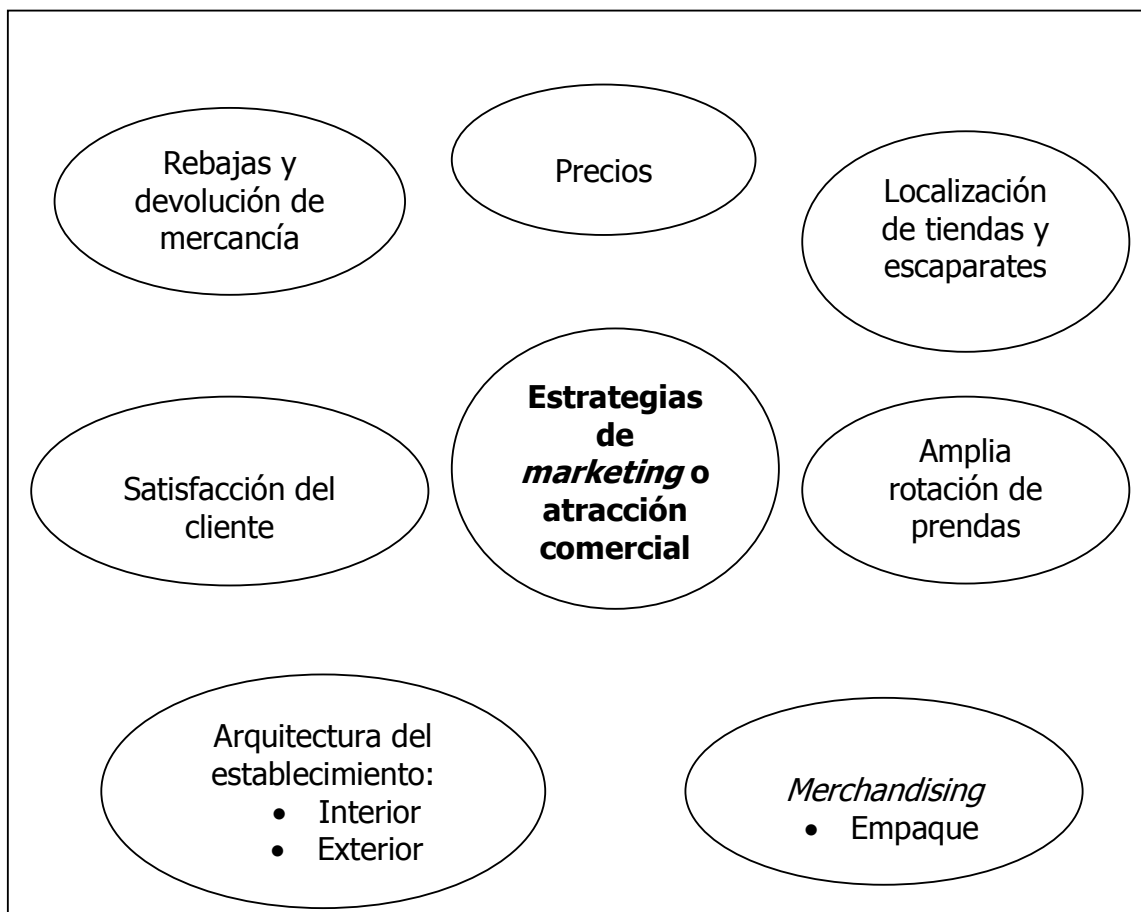 Rebajas y
devolución de
mercancía
Precios
Localización
de tiendas y
escaparates
Satisfacción del
cliente
Estrategias
de
marketing o
atracción
comercial
Amplia
rotación de
prendas
Arquitectura del
establecimiento:
• Interior
• Exterior
Merchandising
• Empaque